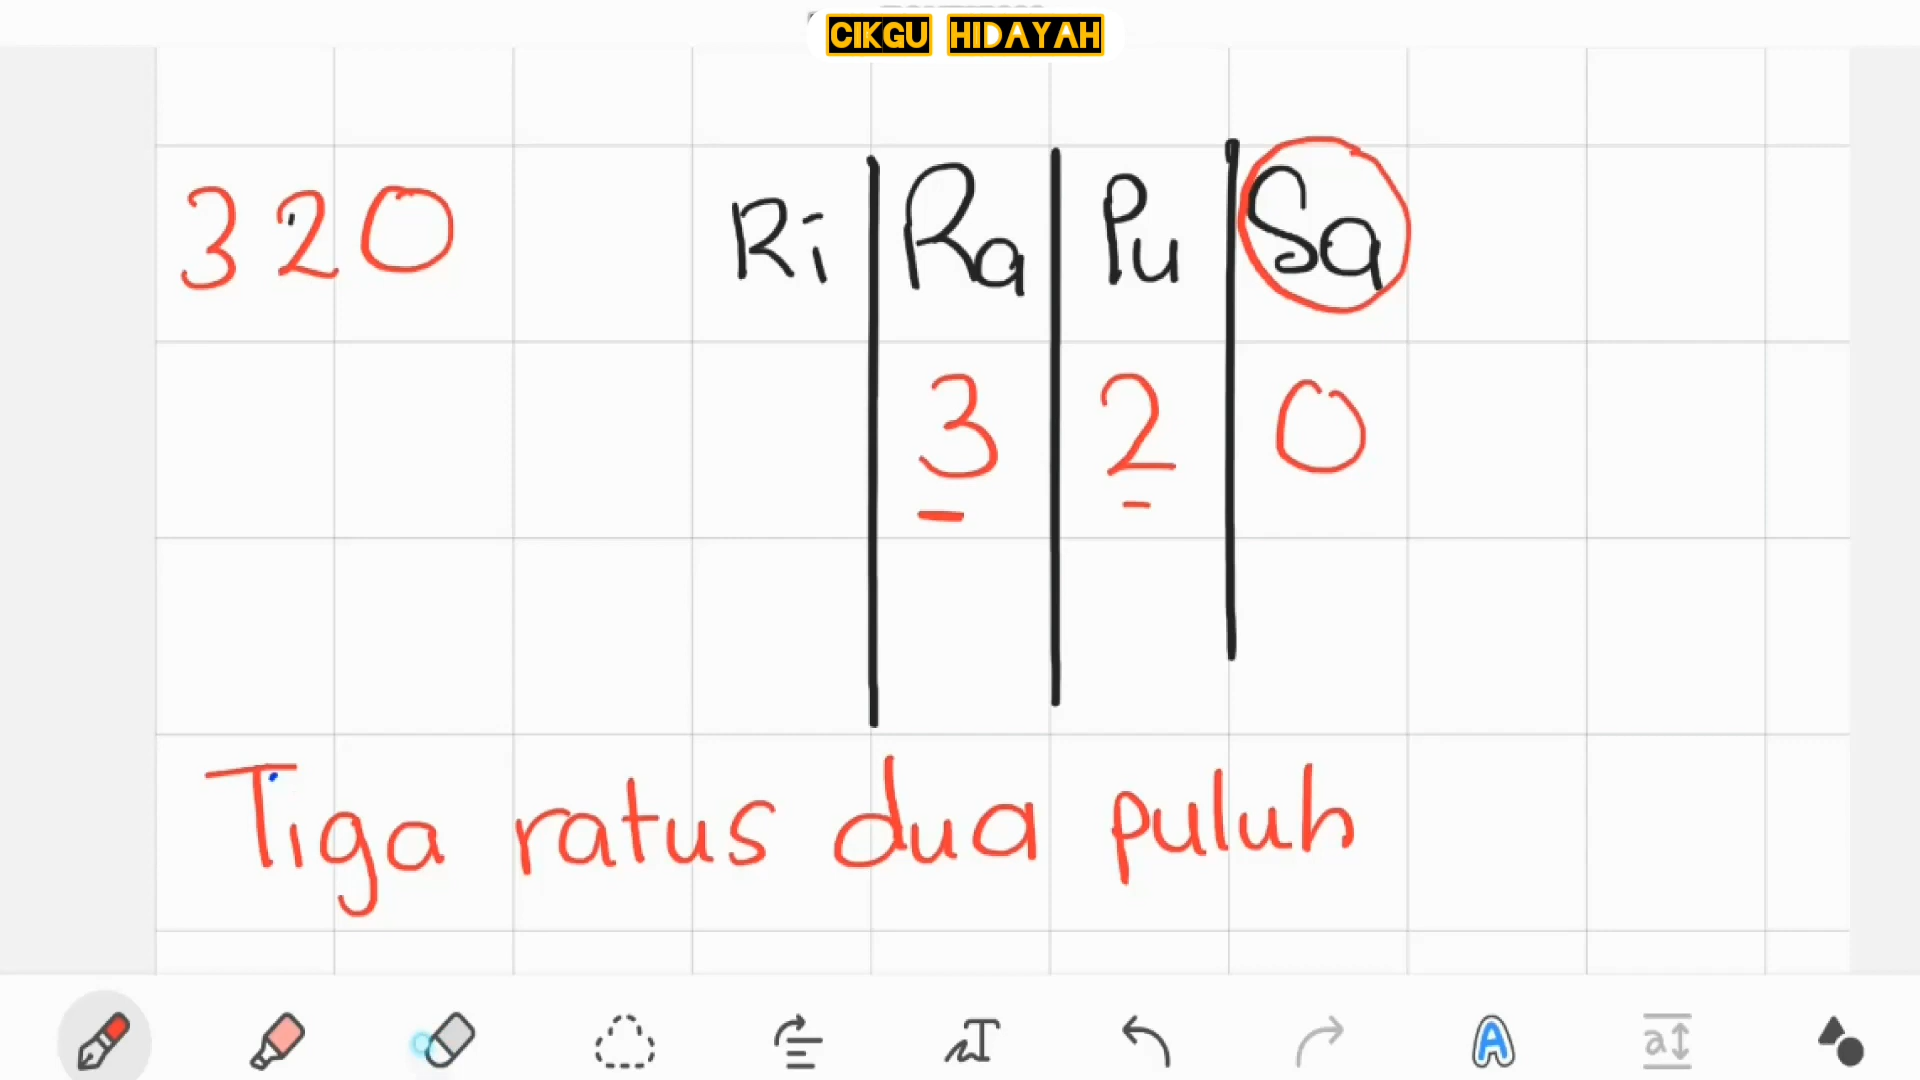 CIKGU HIDAYAH
320
Ri Ra Pu Sa
3 2 0
Tiga ratus dua puluh